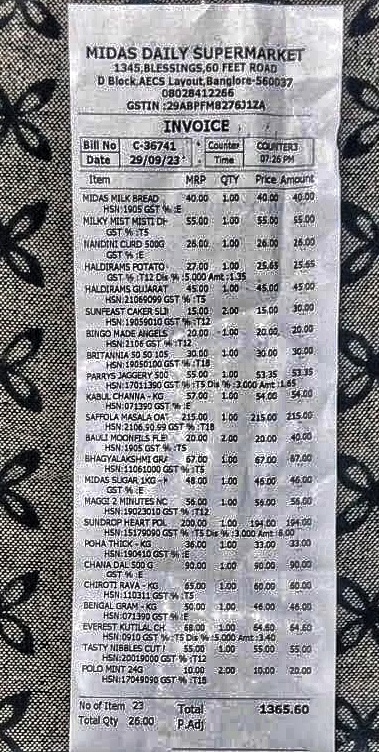 MIDAS DAILY SUPERMARKET
1345,BLESSINGS,60 FEET ROAD
D Block,AECS Layout,Banglore-560037
08028412266
GSTIN :29ABPFM8276J1ZA
INVOICE
Bill No C-36741 Counter COUNTER3
Date 29/09/23 Time 07:26 PM
Item MRP QTY Price Amount
MIDAS MILK BREAD 40.00 1.00 40.00 40.00
HSN:1905 GST %:E
MILKY MIST MISTI DH 55.00 1.00 55.00 55.00
GST %:T5
NANDINI CURD 500G 26.00 1.00 26.00 26.00
GST %:E
HALDIRAMS POTATO 27.00 1.00 25.65 25.65
GST %:T12 Dis %:5.000 Amt:1.35
HALDIRAMS GUJARAT 45.00 1.00 45.00 45.00
HSN:21069099 GST %:T5
SUNFEAST CAKER SLI 15.00 2.00 15.00 30.00
HSN:19059010 GST %:T12
BINGO MADE ANGELS 20.00 1.00 20.00 20.00
HSN:2106 GST %:T12
BRITANNIA 50 50 105 30.00 1.00 30.00 30.00
HSN:19050100 GST %:T18
PARRYS JAGGERY 500 55.00 1.00 53.35 53.35
HSN:17011390 GST %:T5 Dis %:3.000 Amt:1.65
KABUL CHANNA - KG 57.00 1.00 54.00 54.00
HSN:071390 GST %:E
SAFFOLA MASALA OAT 215.00 1.00 215.00 215.00
HSN:2106.90.99 GST %:T18
BAULI MOONFILS FLE 20.00 2.00 20.00 40.00
HSN:1905 GST %:T5
BHAGYALAKSHMI GRA 67.00 1.00 67.00 67.00
HSN:11061000 GST %:T5
MIDAS SUGAR 1KG 48.00 1.00 46.00 46.00
GST %:E
MAGGI 2 MINUTES NO 56.00 1.00 56.00 56.00
HSN:19023010 GST %:T12
SUNDROP HEART POL 200.00 1.00 194.00 194.00
HSN:15179090 GST %:T5 Dis %:3.000 Amt:6.00
POHA THICK - KG 36.00 1.00 33.00 33.00
HSN:190410 GST %:E
CHANA DAL 500 G 90.00 1.00 90.00 90.00
GST %:E
CHIROTI RAVA - KG 65.00 1.00 60.00 60.00
HSN:110311 GST %:T5
BENGAL GRAM - KG 50.00 1.00 46.00 46.00
HSN:071390 GST %:E
EVEREST KUTILAL CH 68.00 1.00 64.60 64.60
HSN:0910 GST %:T5 Dis %:5.000 Amt:3.40
TASTY NIBBLES CUT 55.00 1.00 55.00 55.00
HSN:20019000 GST %:T12
POLO MINT 24G 10.00 2.00 10.00 20.00
HSN:17049090 GST %:T18
No of Item 23 Total 1365.60
Total Qty 26.00 P.Adj